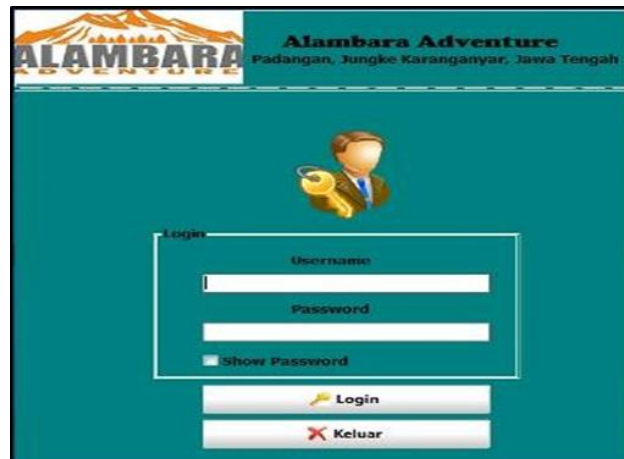 ALAMBARA
ADVENTURE
Alambara Adventure
Padangan, Jungke Karanganyar, Jawa Tengah
Login
Username
Password
Show Password
Login
Keluar